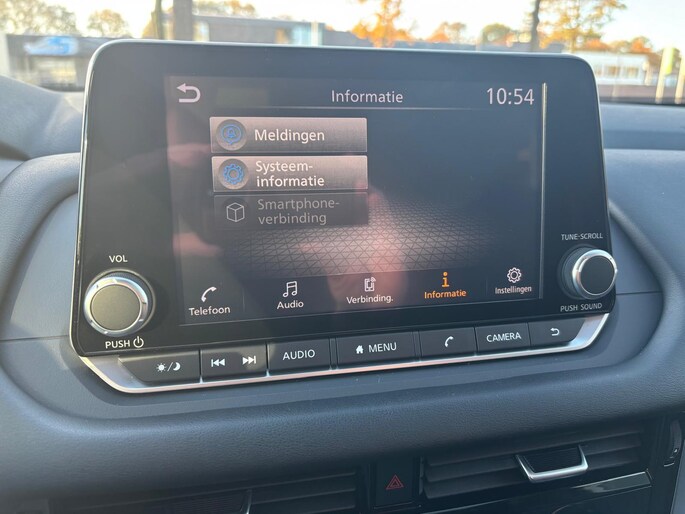 Informatie
10:54
Meldingen
Systeem-
informatie
Smartphone-
verbinding
TUNE-SCROLL
VOL
PUSH
PUSH SOUND
Telefoon
Audio
Verbinding.
Informatie
Instellingen
AUDIO
MENU
CAMERA